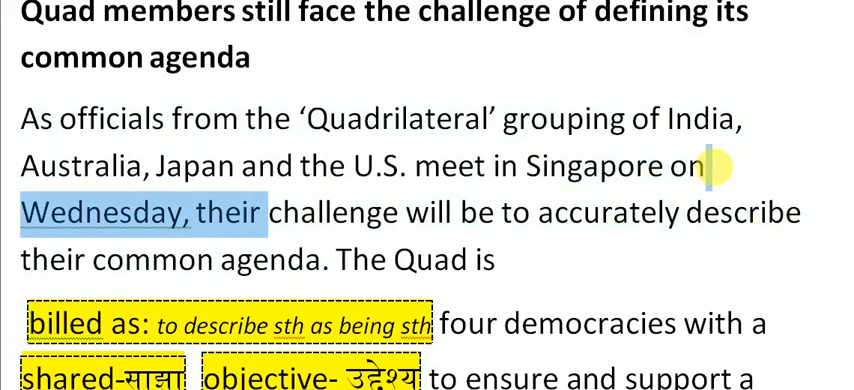 Quad members still face the challenge of defining its
common agenda
As officials from the ‘Quadrilateral’ grouping of India,
Australia, Japan and the U.S. meet in Singapore on
Wednesday, their challenge will be to accurately describe
their common agenda. The Quad is
billed as: to describe sth as being sth four democracies with a
shared-साझा objective- उद्देश्य to ensure and support a